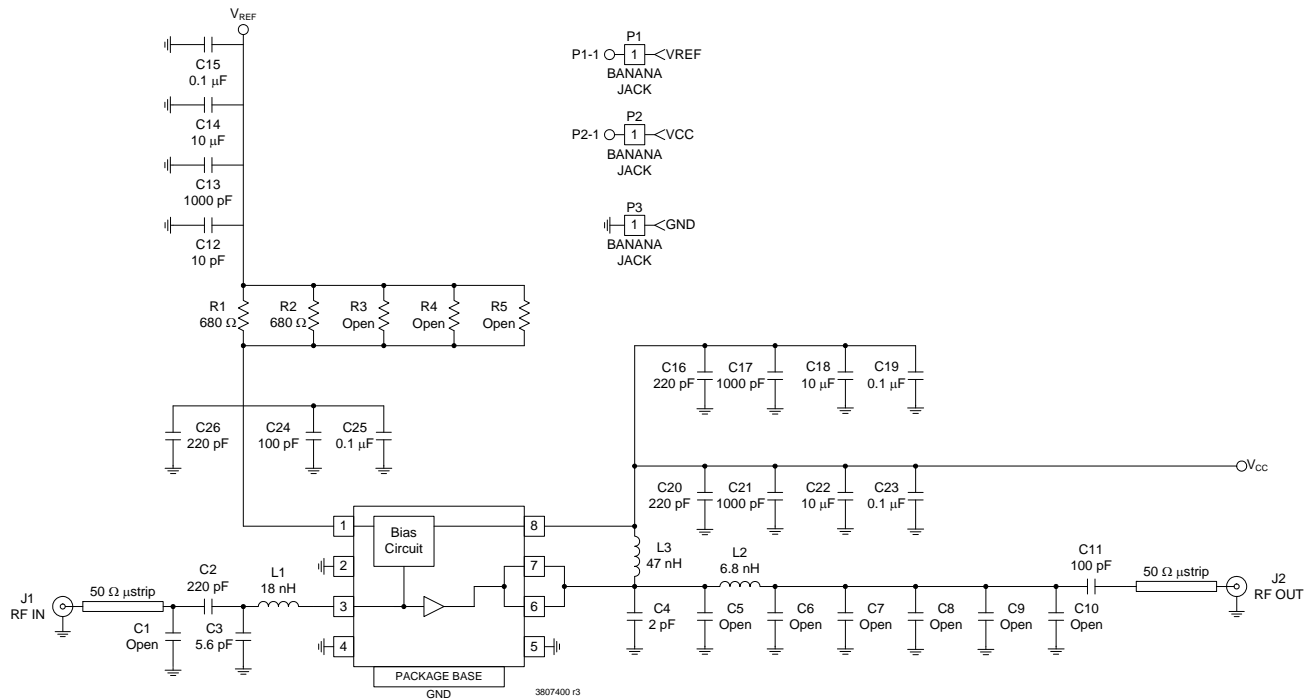 VREF
C15
0.1 µF
C14
10 µF
C13
1000 pF
C12
10 pF
P1
P1-1
1
VREF
BANANA
JACK
P2
P2-1
1
VCC
BANANA
JACK
P3
1
GND
BANANA
JACK
R1
680 Ω
R2
680 Ω
R3
Open
R4
Open
R5
Open
C16
220 pF
C17
1000 pF
C18
10 µF
C19
0.1 µF
C26
220 pF
C24
100 pF
C25
0.1 µF
VCC
C20
220 pF
C21
1000 pF
C22
10 µF
C23
0.1 µF
1
Bias
Circuit
8
2
7
3
6
4
5
PACKAGE BASE
GND
3807400 r3
J1
RF IN
50 Ω µstrip
C1
Open
C2
220 pF
C3
5.6 pF
L1
18 nH
L3
47 nH
L2
6.8 nH
C4
2 pF
C5
Open
C6
Open
C7
Open
C8
Open
C9
Open
C10
Open
C11
100 pF
50 Ω µstrip
J2
RF OUT